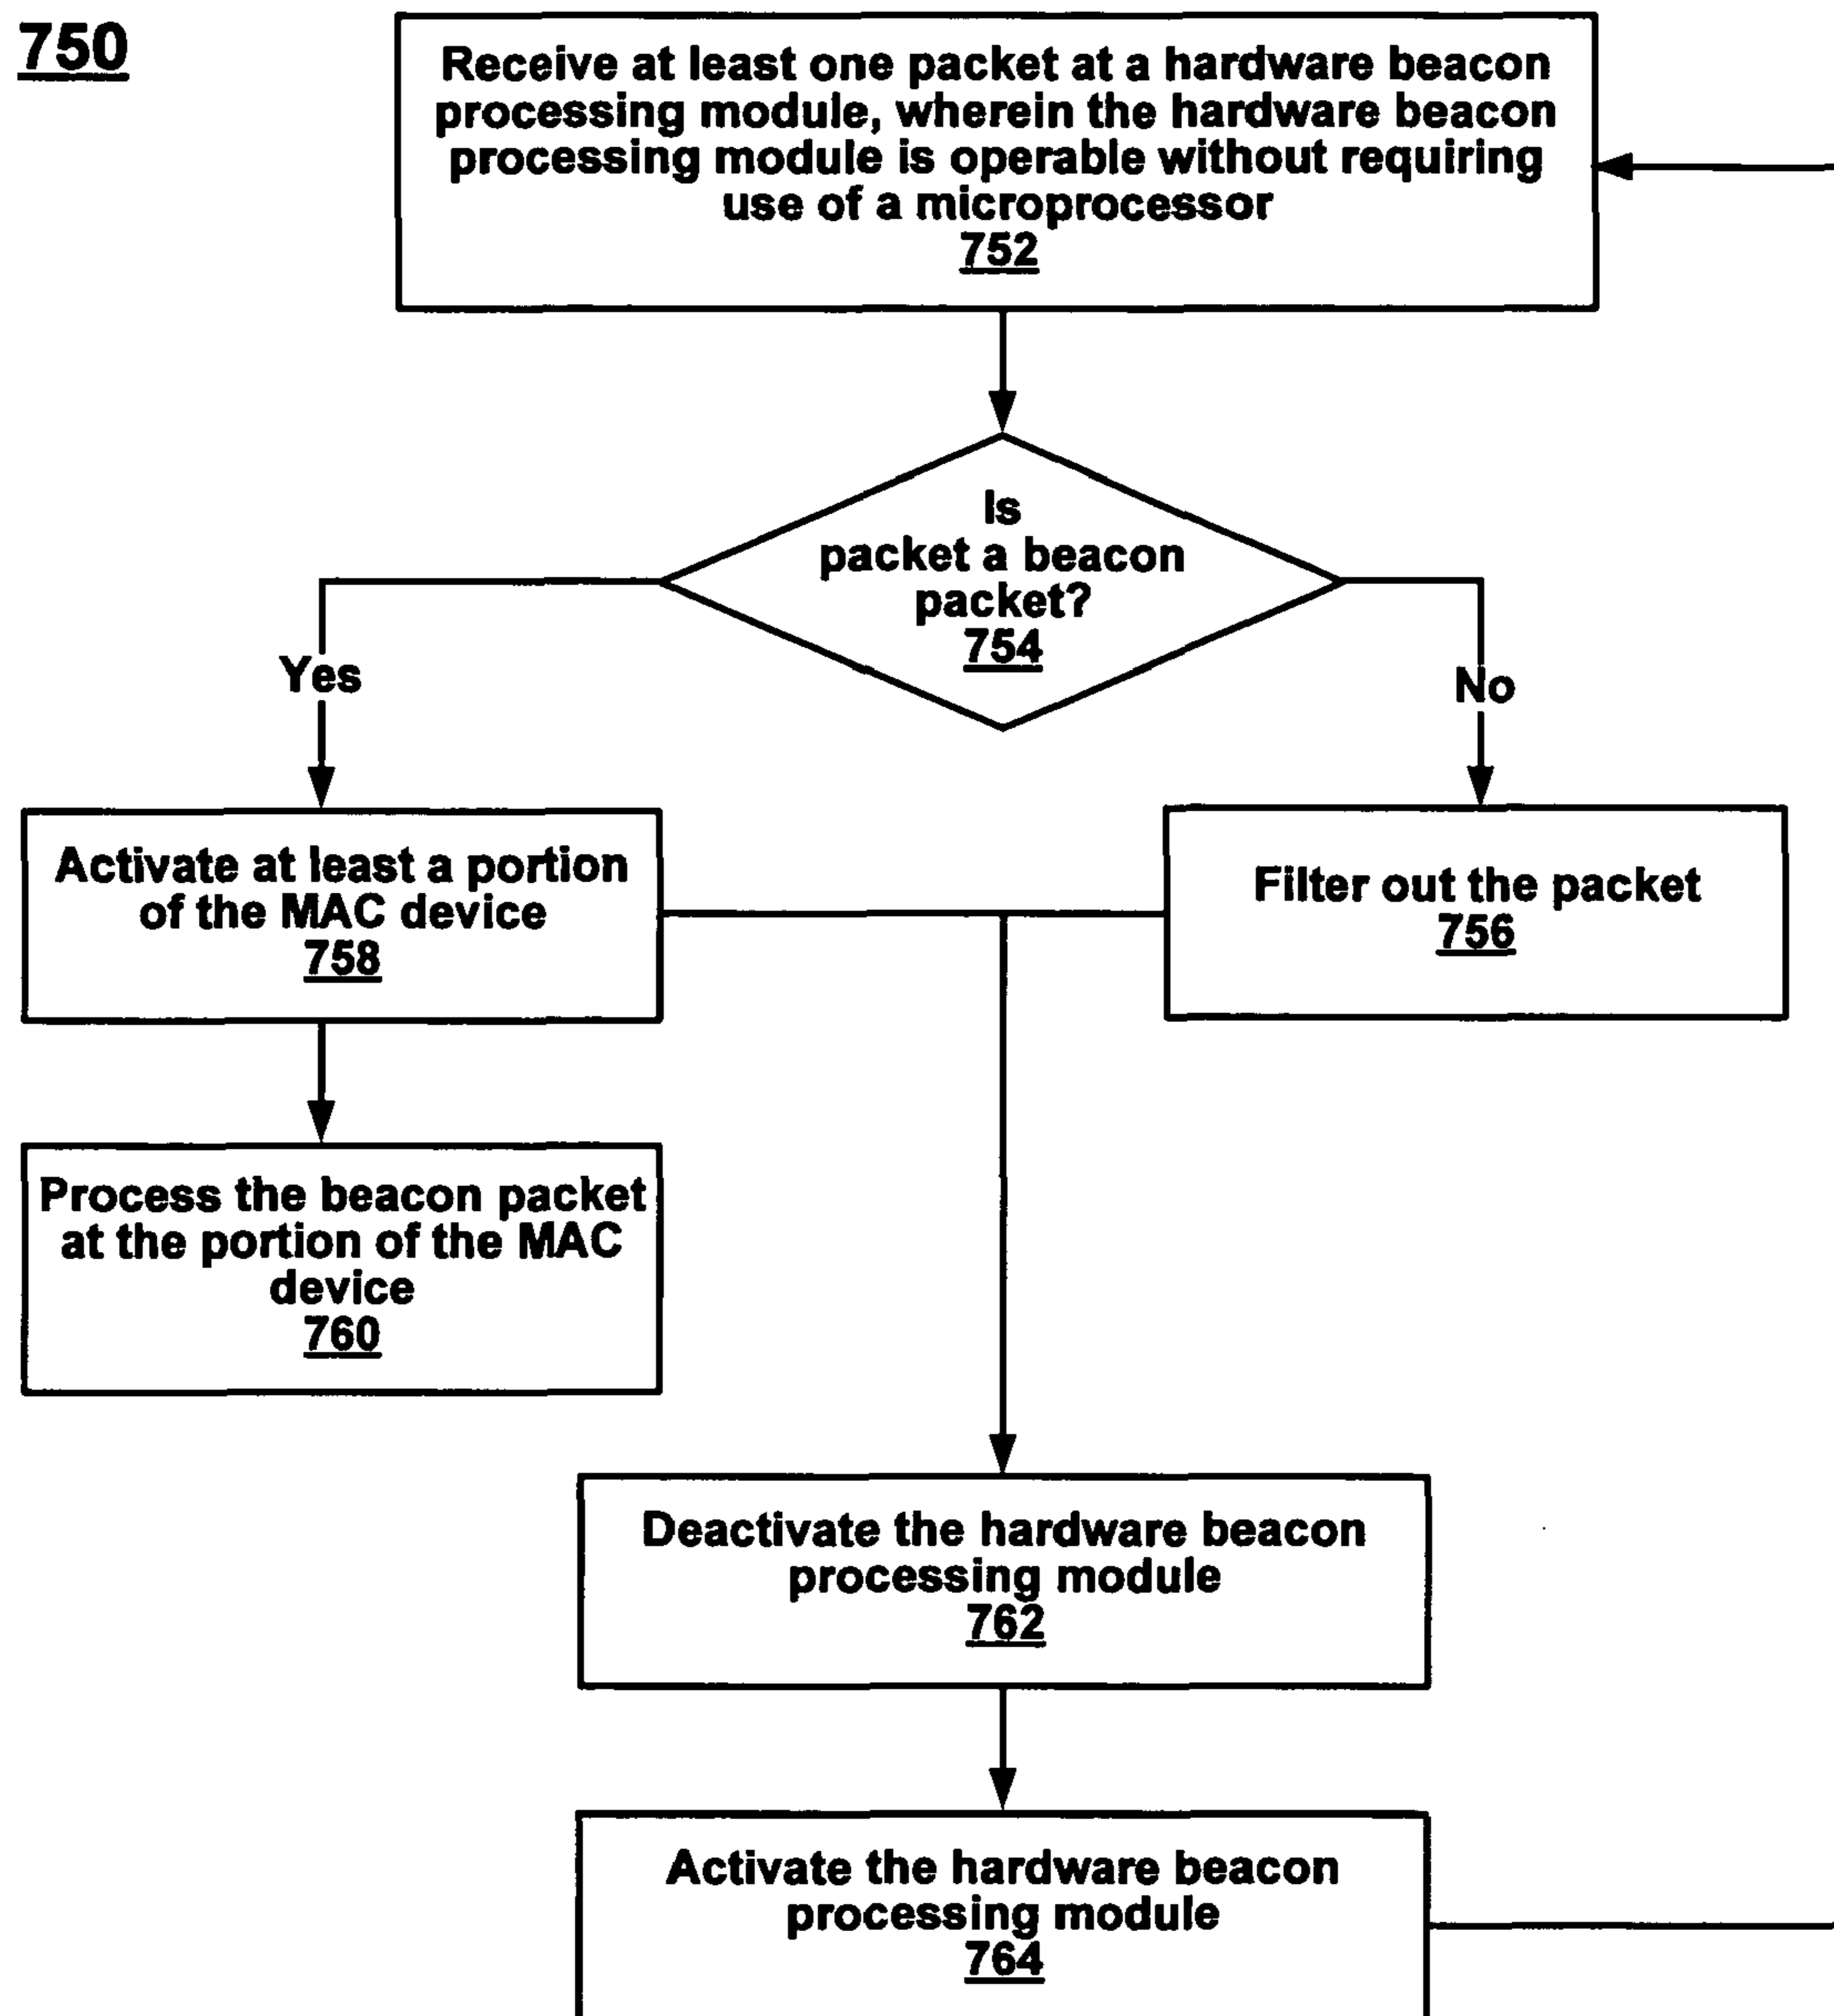 750
Receive at least one packet at a hardware beacon
processing module, wherein the hardware beacon
processing module is operable without requiring
use of a microprocessor
752
Is
packet a beacon
packet?
754
Yes
No
Activate at least a portion
of the MAC device
758
Filter out the packet
756
Process the beacon packet
at the portion of the MAC
device
760
Deactivate the hardware beacon
processing module
762
Activate the hardware beacon
processing module
764